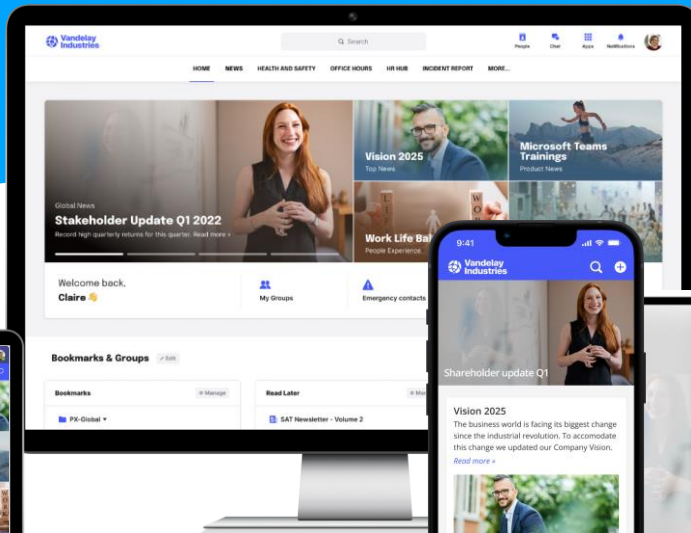 Vandelay
Industries
Search
People
Chat
Apps
Notifications
HOME
NEWS
HEALTH AND SAFETY
OFFICE HOURS
HR HUB
INCIDENT REPORT
MORE...
Global News
Stakeholder Update Q1 2022
Record high quarterly returns for this quarter. Read more »
Vision 2025
Top News
Microsoft Teams
Trainings
Product News
LIFE
WORK
Work Life Bal
People Experience
Welcome back,
Claire 👋
My Groups
Emergency contacts
Bookmarks & Groups
Edit
Bookmarks
Manage
PX-Global
Read Later
SAT Newsletter - Volume 2
9:41
Vandelay
Industries
Shareholder update Q1
Vision 2025
The business world is facing its biggest change
since the industrial revolution. To accomodate
this change we updated our Company Vision.
Read more »